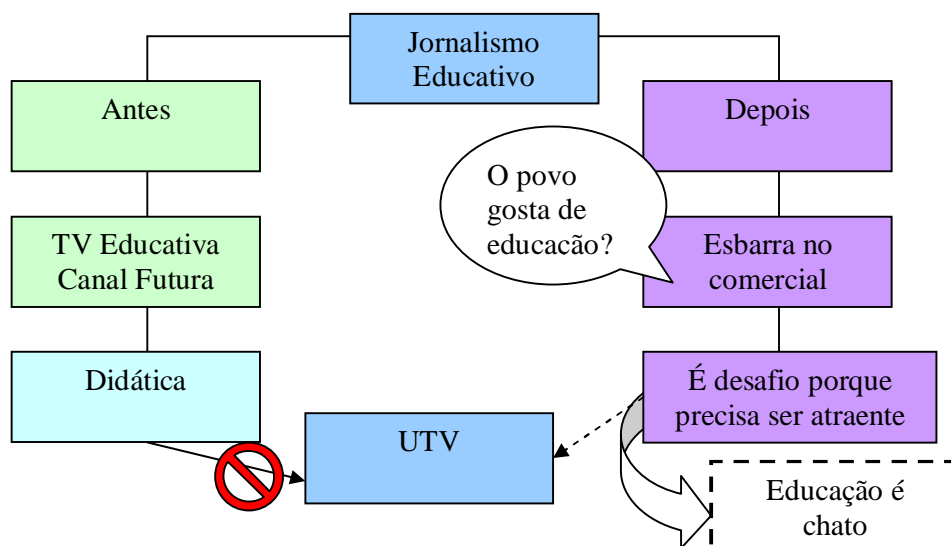 Jornalismo
Educativo
Antes
Depois
O povo
gosta de
educacão?
TV Educativa
Canal Futura
Esbarra no
comercial
Didática
É desafio porque
precisa ser atraente
UTV
Educação é
chato